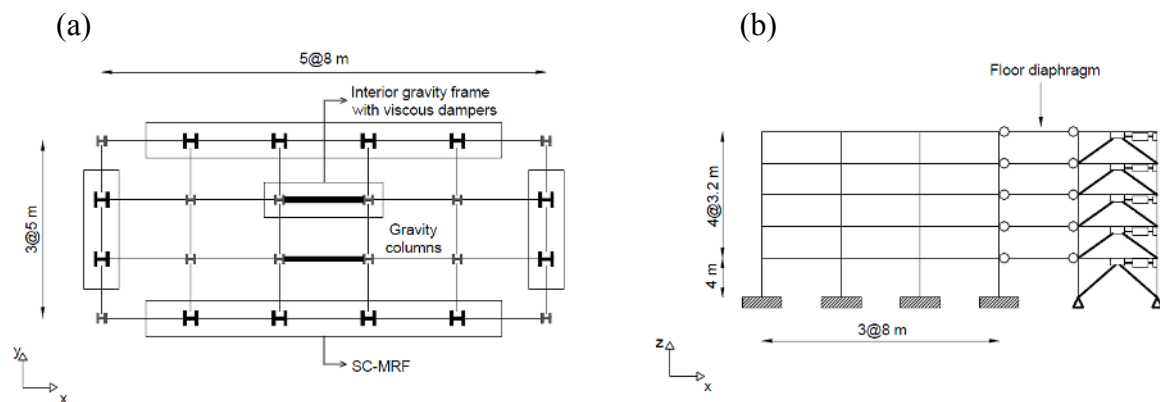 (a)
5@8 m
Interior gravity frame
with viscous dampers
3@5 m
Gravity
columns
SC-MRF
y
x
(b)
Floor diaphragm
4@3.2 m
4 m
3@8 m
z
x